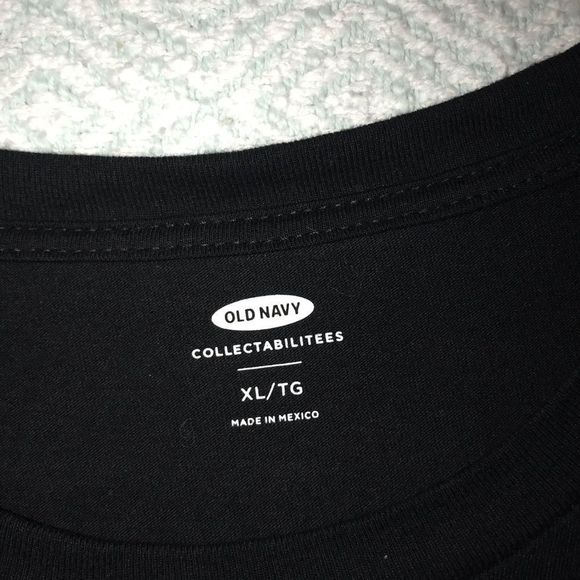 OLD NAVY
COLLECTABILITEES
XL/TG
MADE IN MEXICO